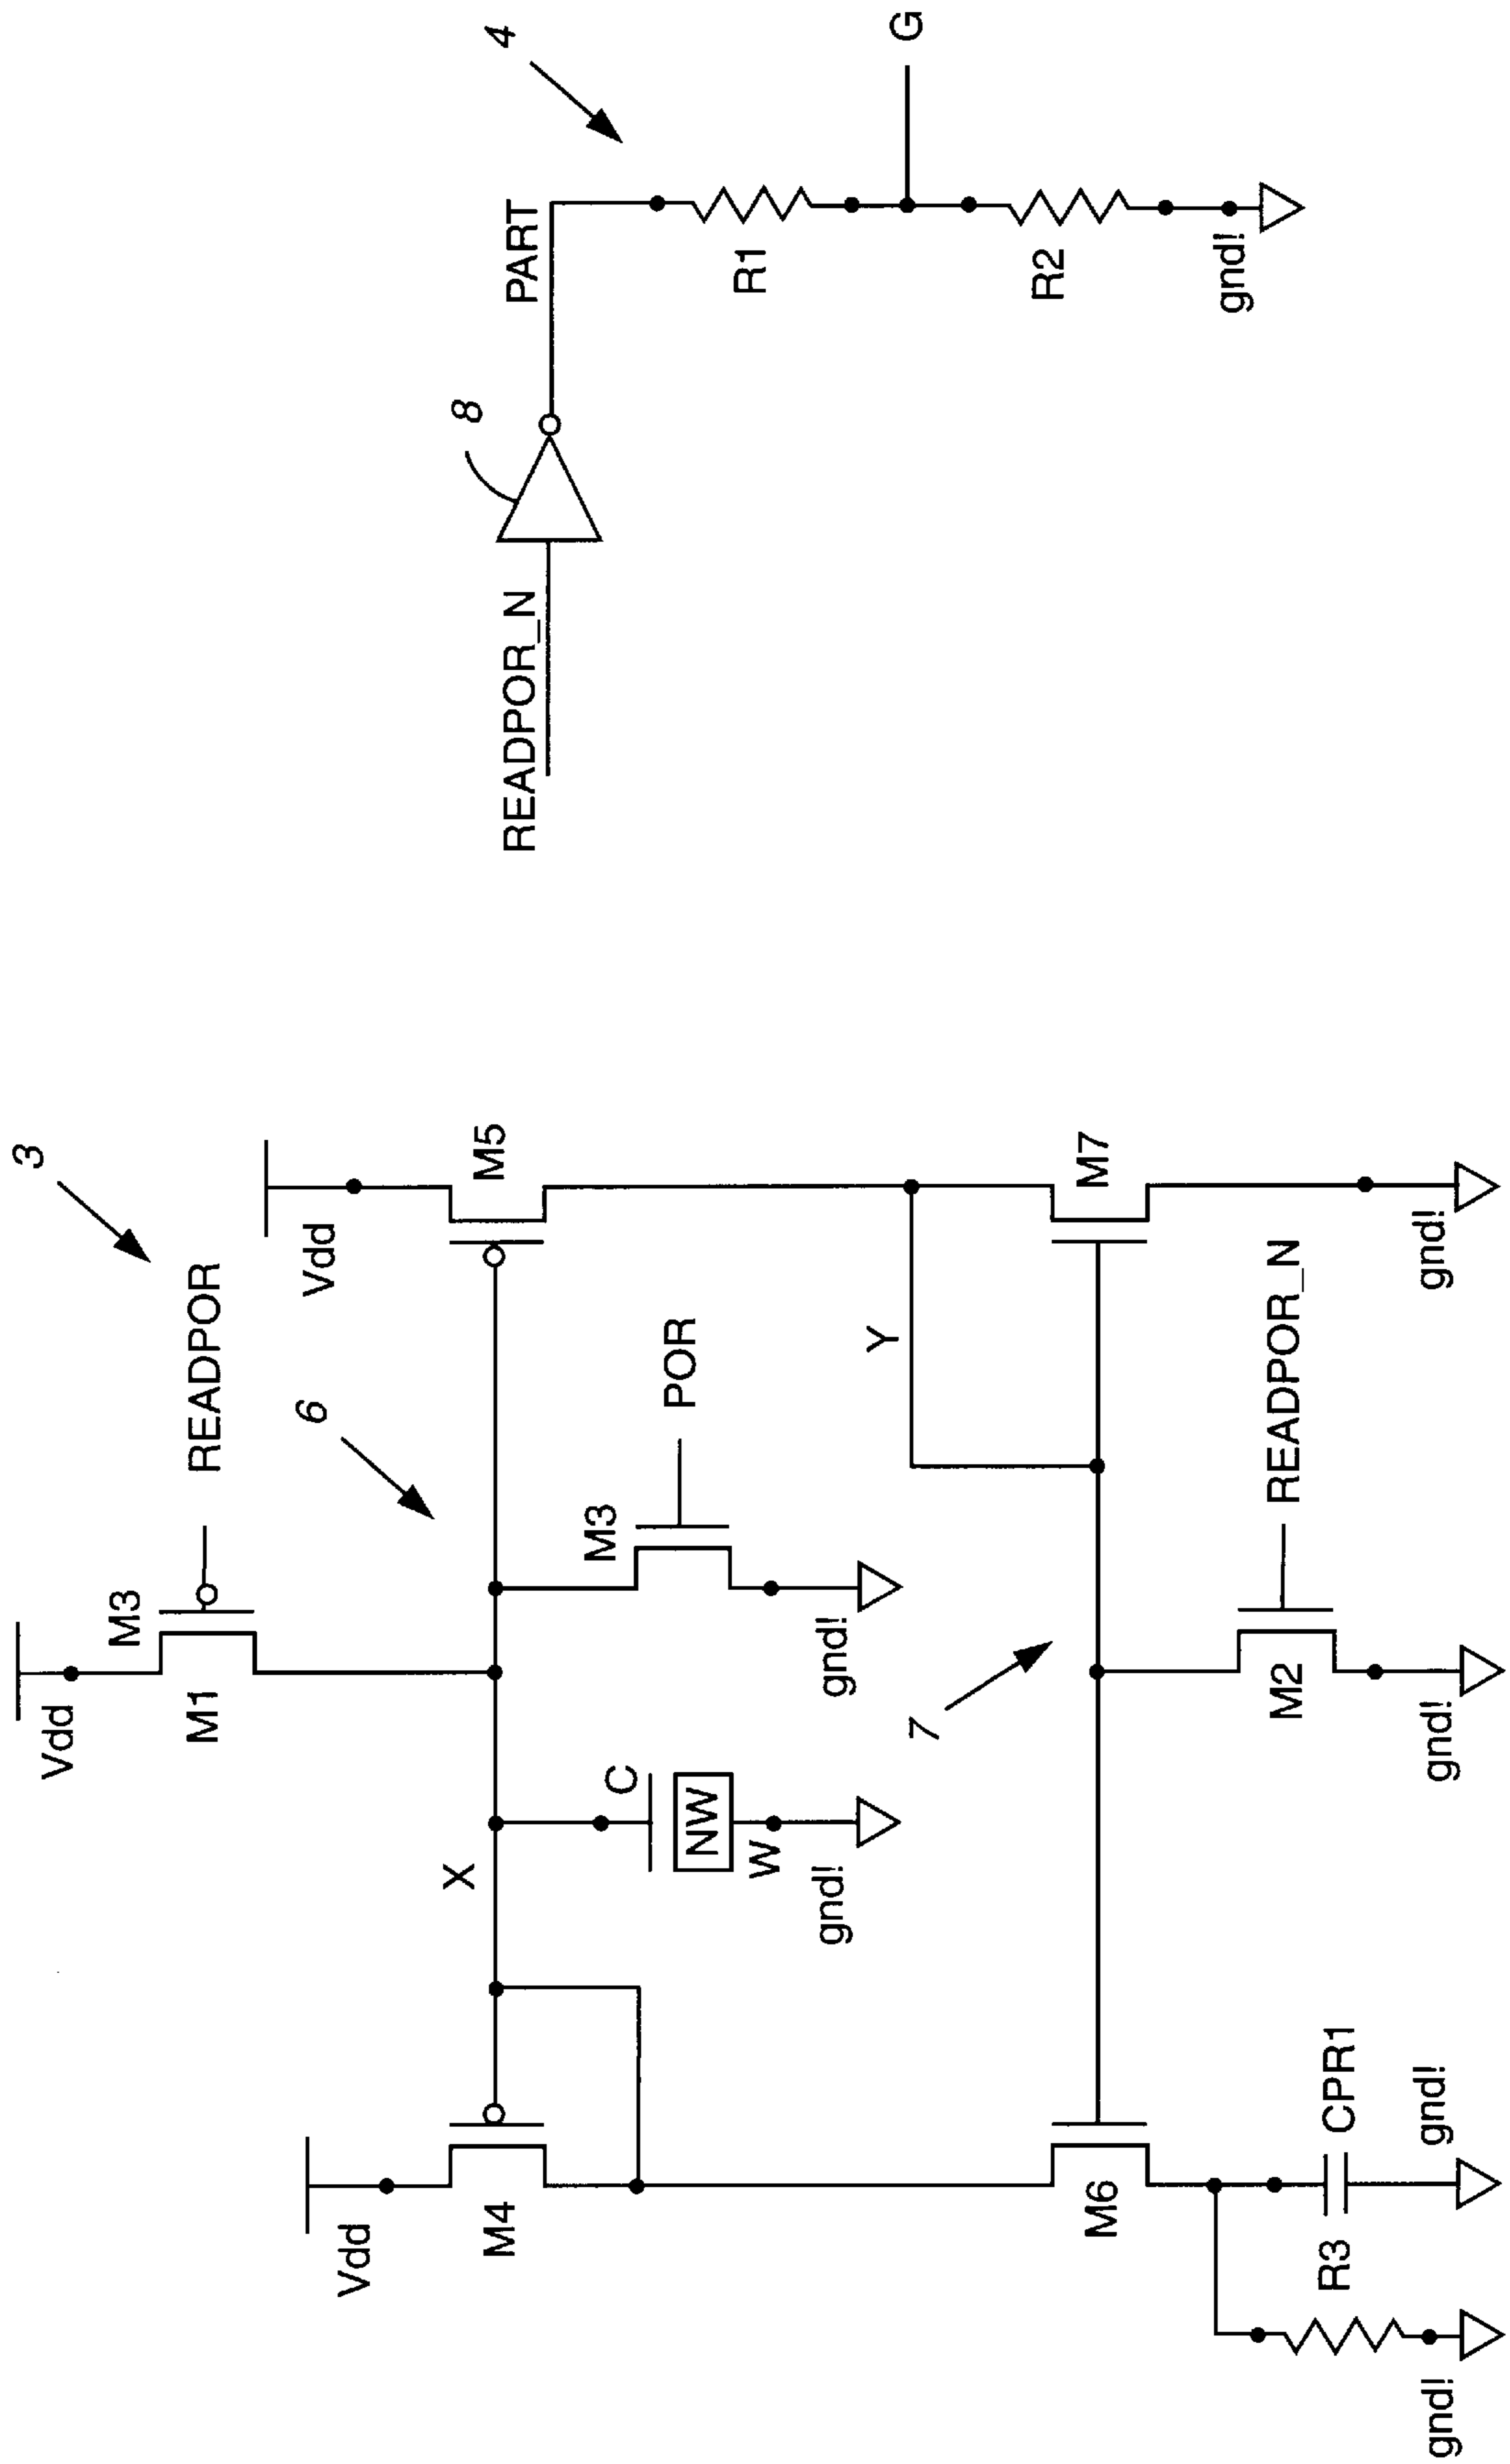 3
4
Vdd
M3
M1
READPOR
6
Vdd
M4
X
C
NW
W
gnd!
M3
POR
gnd!
Vdd
M5
Y
7
M6
M7
R3
gnd!
CPR1
gnd!
M2
READPOR_N
gnd!
gnd!
READPOR_N
8
PART
R1
G
R2
gnd!